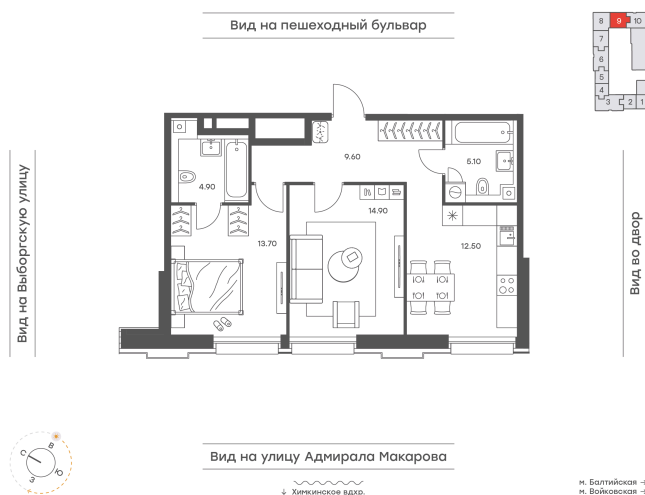 Вид на пешеходный бульвар
8
9
10
7
6
5
4
3
2
1
Вид на Выборгскую улицу
Вид во двор
9.60
5.10
4.90
14.90
13.70
12.50
Вид на улицу Адмирала Макарова
↓ Химкинское вдхр.
С
В
Ю
З
м. Балтийская →
м. Войковская →